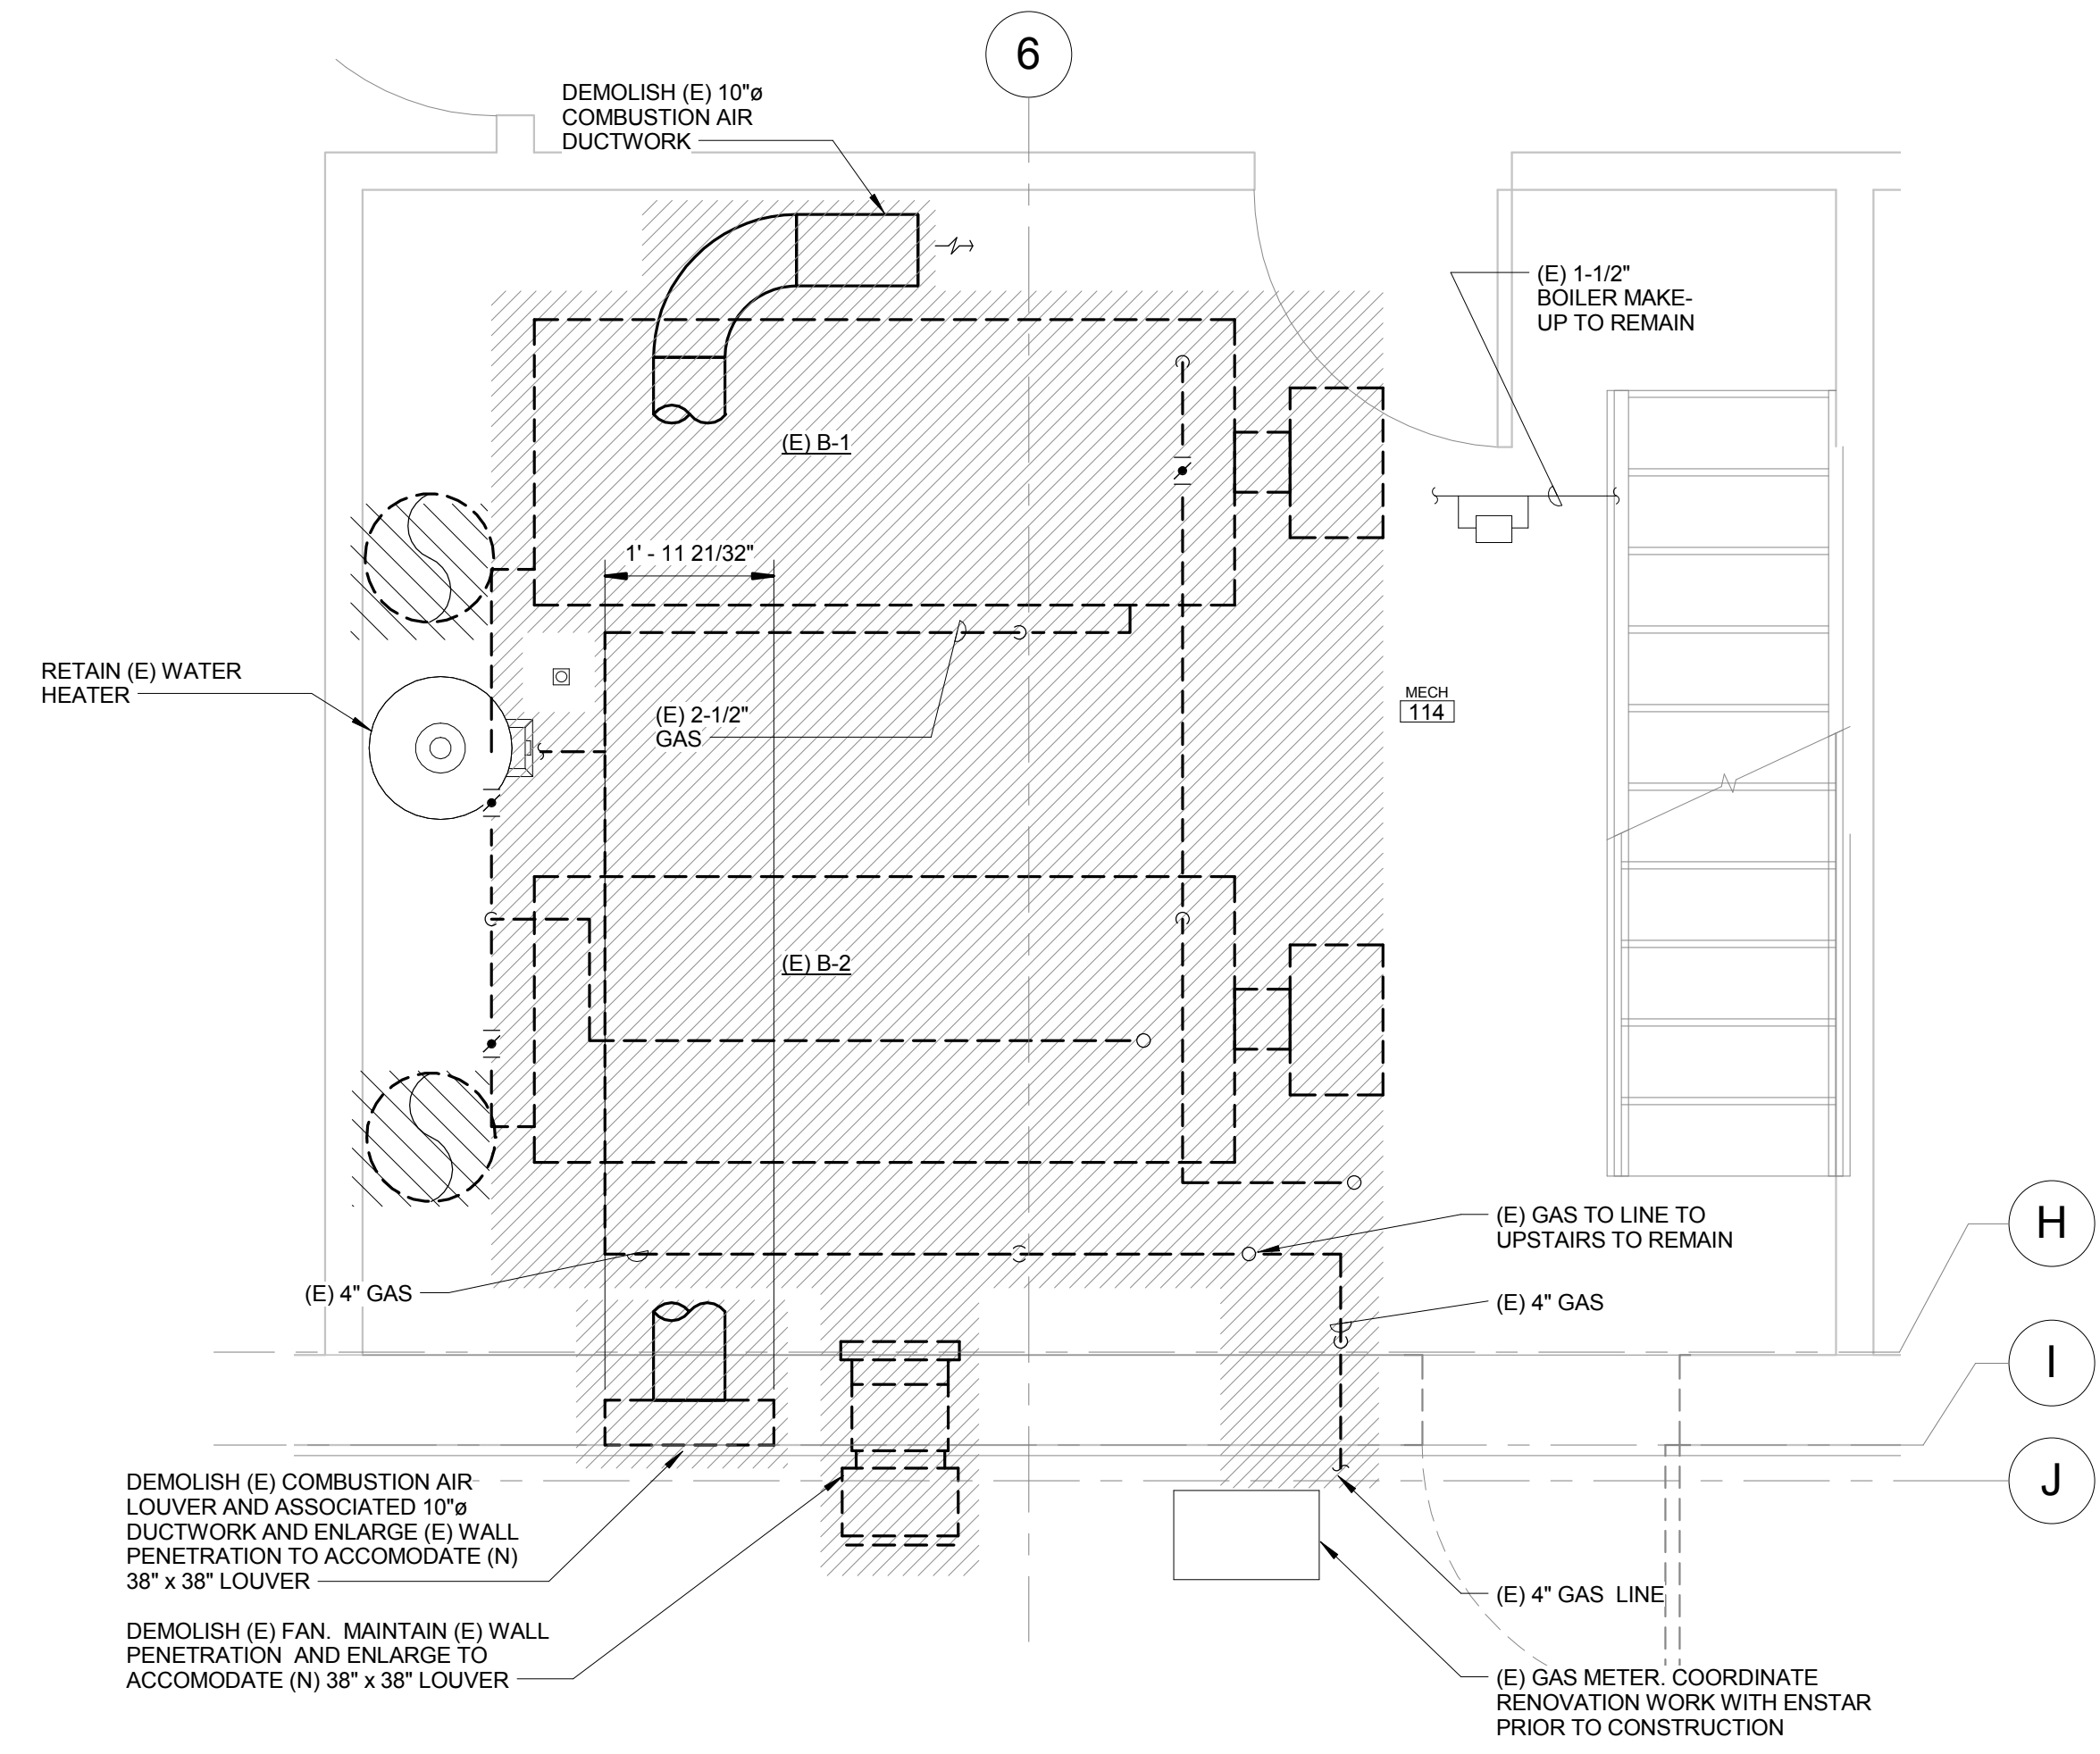 6
DEMOLISH (E) 10"ø
COMBUSTION AIR
DUCTWORK
(E) 1-1/2"
BOILER MAKE-
UP TO REMAIN
(E) B-1
1' - 11 21/32"
RETAIN (E) WATER
HEATER
(E) 2-1/2"
GAS
MECH
114
(E) B-2
(E) GAS TO LINE TO
UPSTAIRS TO REMAIN
H
(E) 4" GAS
(E) 4" GAS
I
J
DEMOLISH (E) COMBUSTION AIR
LOUVER AND ASSOCIATED 10"ø
DUCTWORK AND ENLARGE (E) WALL
PENETRATION TO ACCOMODATE (N)
38" x 38" LOUVER
(E) 4" GAS LINE
DEMOLISH (E) FAN. MAINTAIN (E) WALL
PENETRATION AND ENLARGE TO
ACCOMODATE (N) 38" x 38" LOUVER
(E) GAS METER. COORDINATE
RENOVATION WORK WITH ENSTAR
PRIOR TO CONSTRUCTION